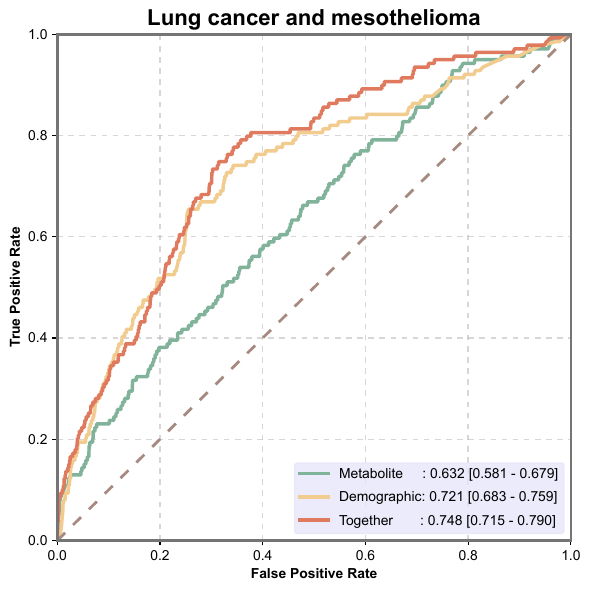 Lung cancer and mesothelioma
True Positive Rate
1.0
0.8
0.6
0.4
0.2
0.0
Metabolite : 0.632 [0.581 - 0.679]
Demographic: 0.721 [0.683 - 0.759]
Together : 0.748 [0.715 - 0.790]
0.0 0.2 0.4 0.6 0.8 1.0
False Positive Rate